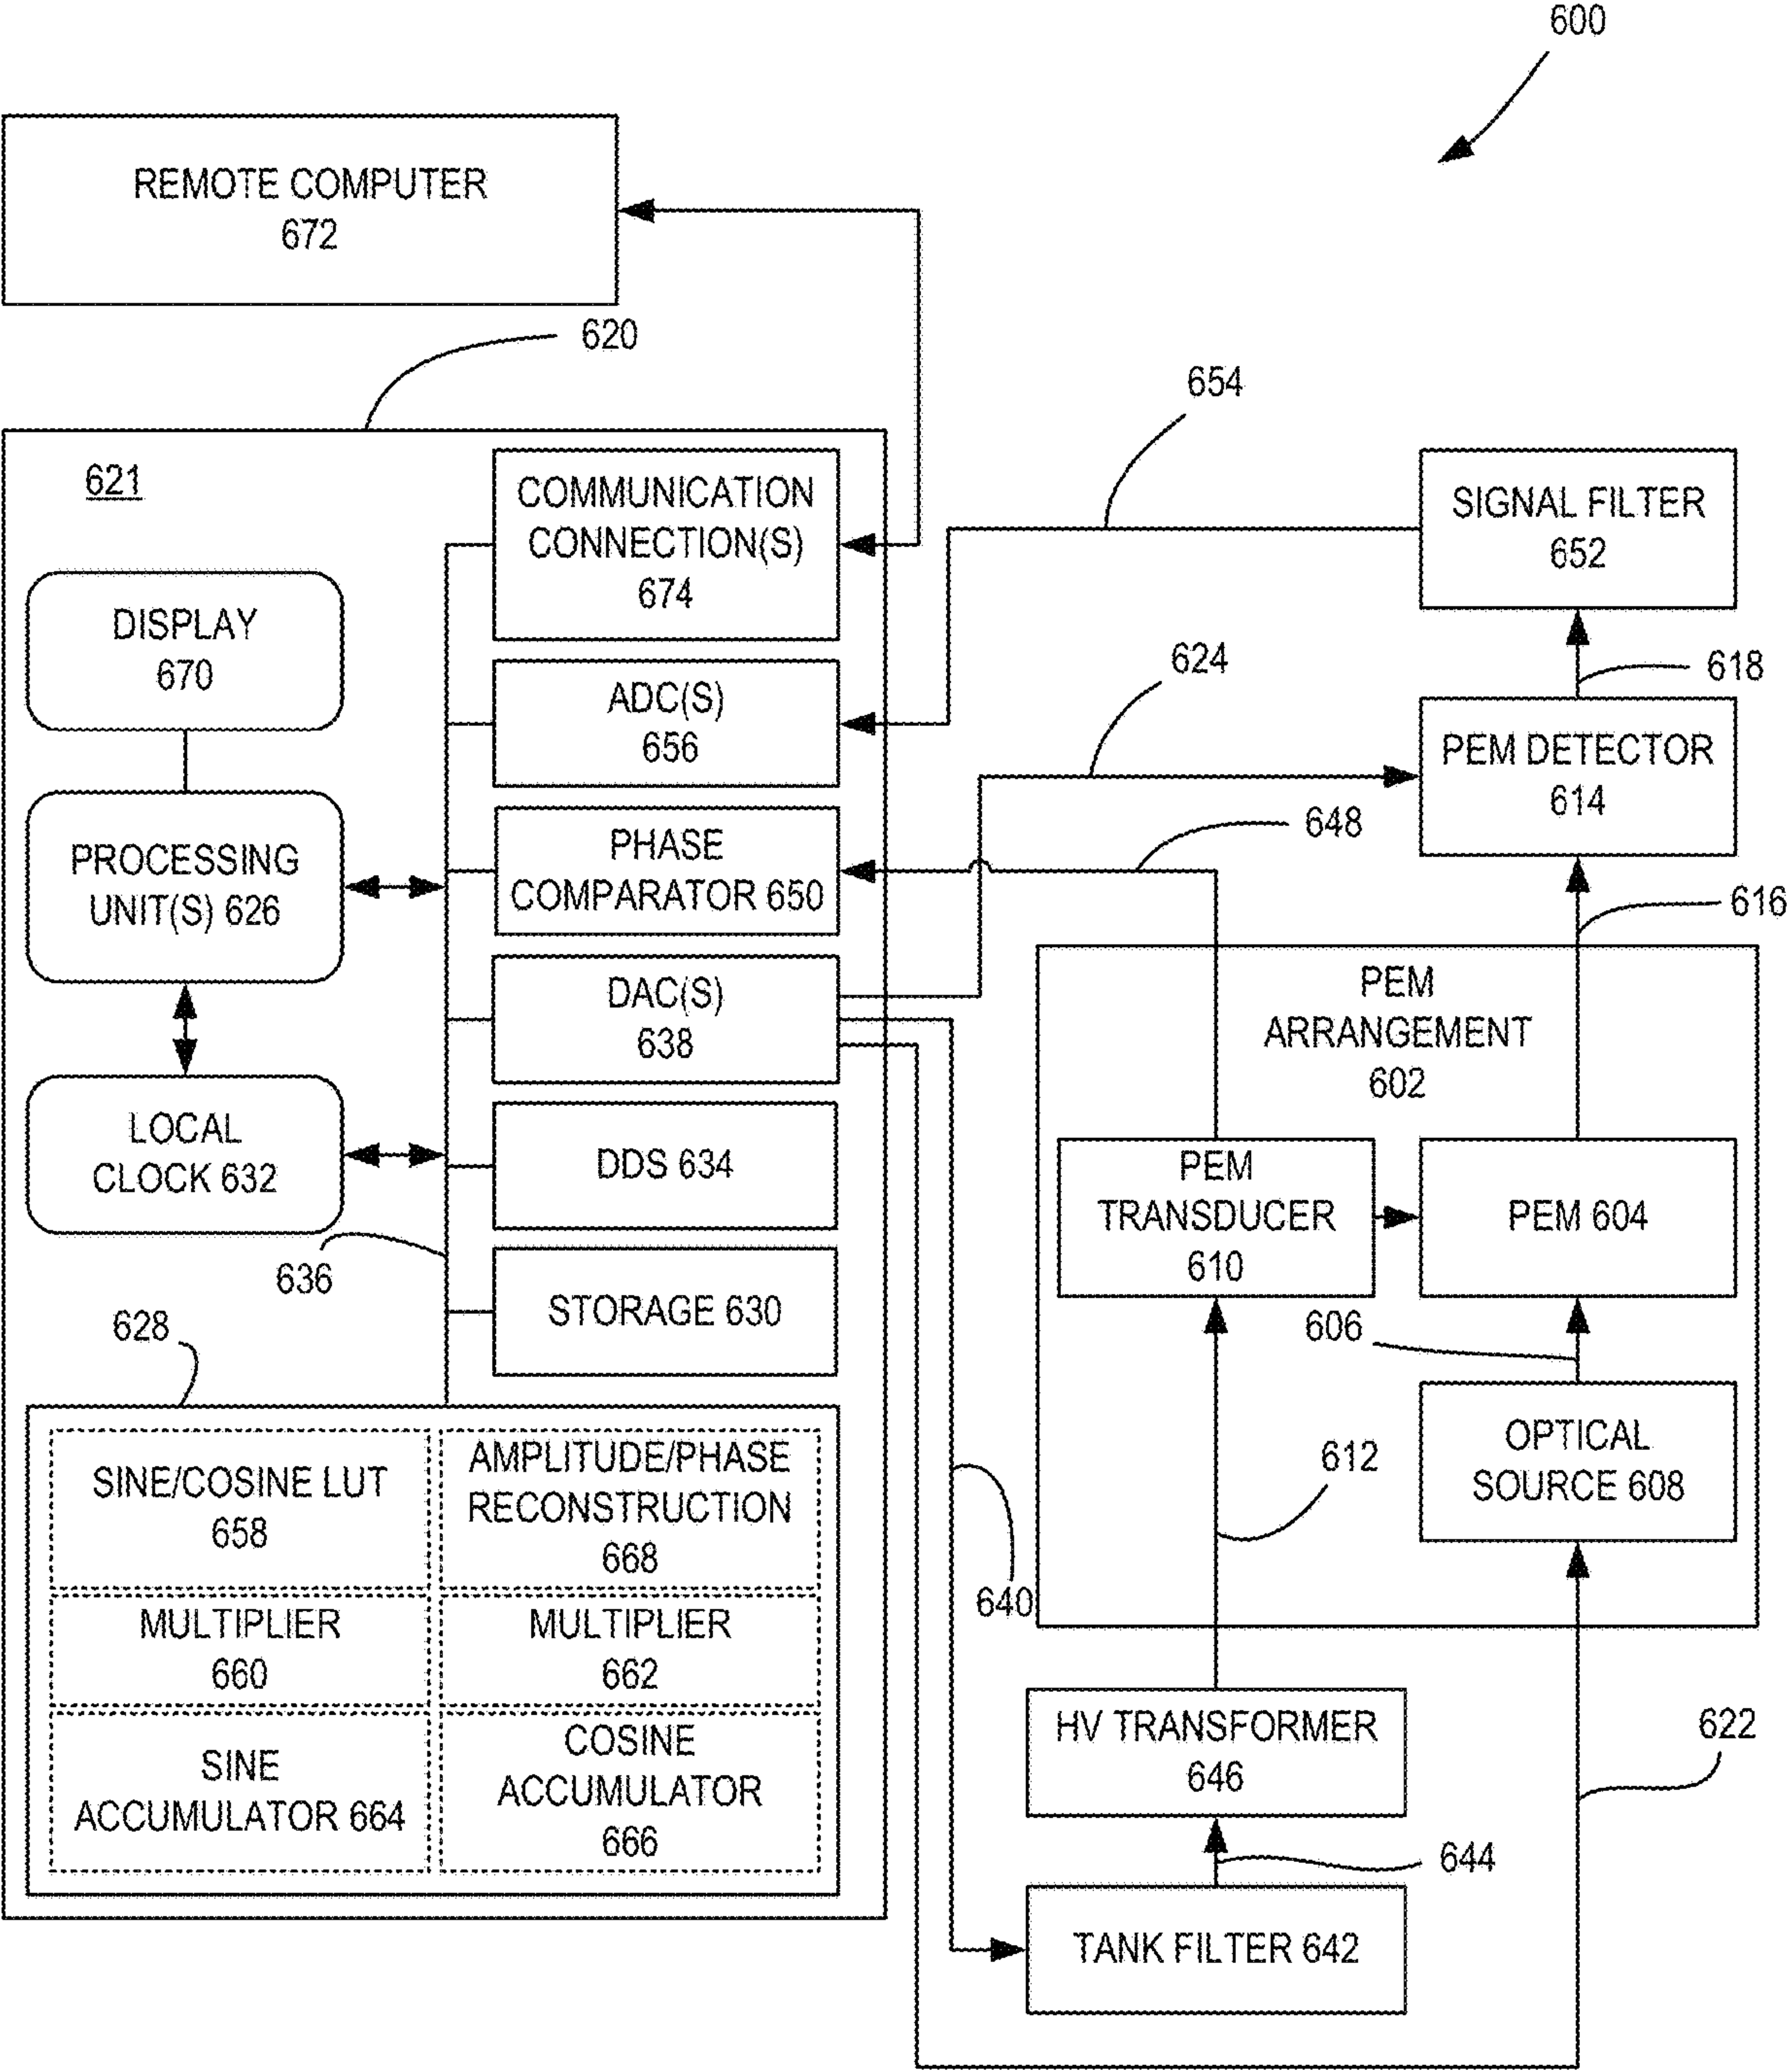 600
REMOTE COMPUTER
672
620
654
621
COMMUNICATION
CONNECTION(S)
674
SIGNAL FILTER
652
DISPLAY
670
ADC(S)
656
624
618
PEM DETECTOR
614
PROCESSING
UNIT(S) 626
PHASE
COMPARATOR 650
648
616
DAC(S)
638
PEM
ARRANGEMENT
602
LOCAL
CLOCK 632
DDS 634
PEM
TRANSDUCER
610
PEM 604
636
STORAGE 630
628
606
SINE/COSINE LUT
658
AMPLITUDE/PHASE
RECONSTRUCTION
668
612
OPTICAL
SOURCE 608
640
MULTIPLIER
660
MULTIPLIER
662
SINE
ACCUMULATOR 664
COSINE
ACCUMULATOR
666
HV TRANSFORMER
646
622
644
TANK FILTER 642